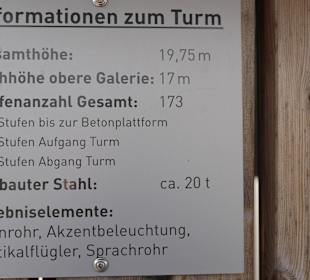 formationen zum Turm
samthöhe: 19,75 m
hhöhe obere Galerie: 17 m
fenanzahl Gesamt: 173
Stufen bis zur Betonplattform
Stufen Aufgang Turm
Stufen Abgang Turm
bauter Stahl: ca. 20 t
ebniselemente:
nrohr, Akzentbeleuchtung,
tikalflügler, Sprachrohr